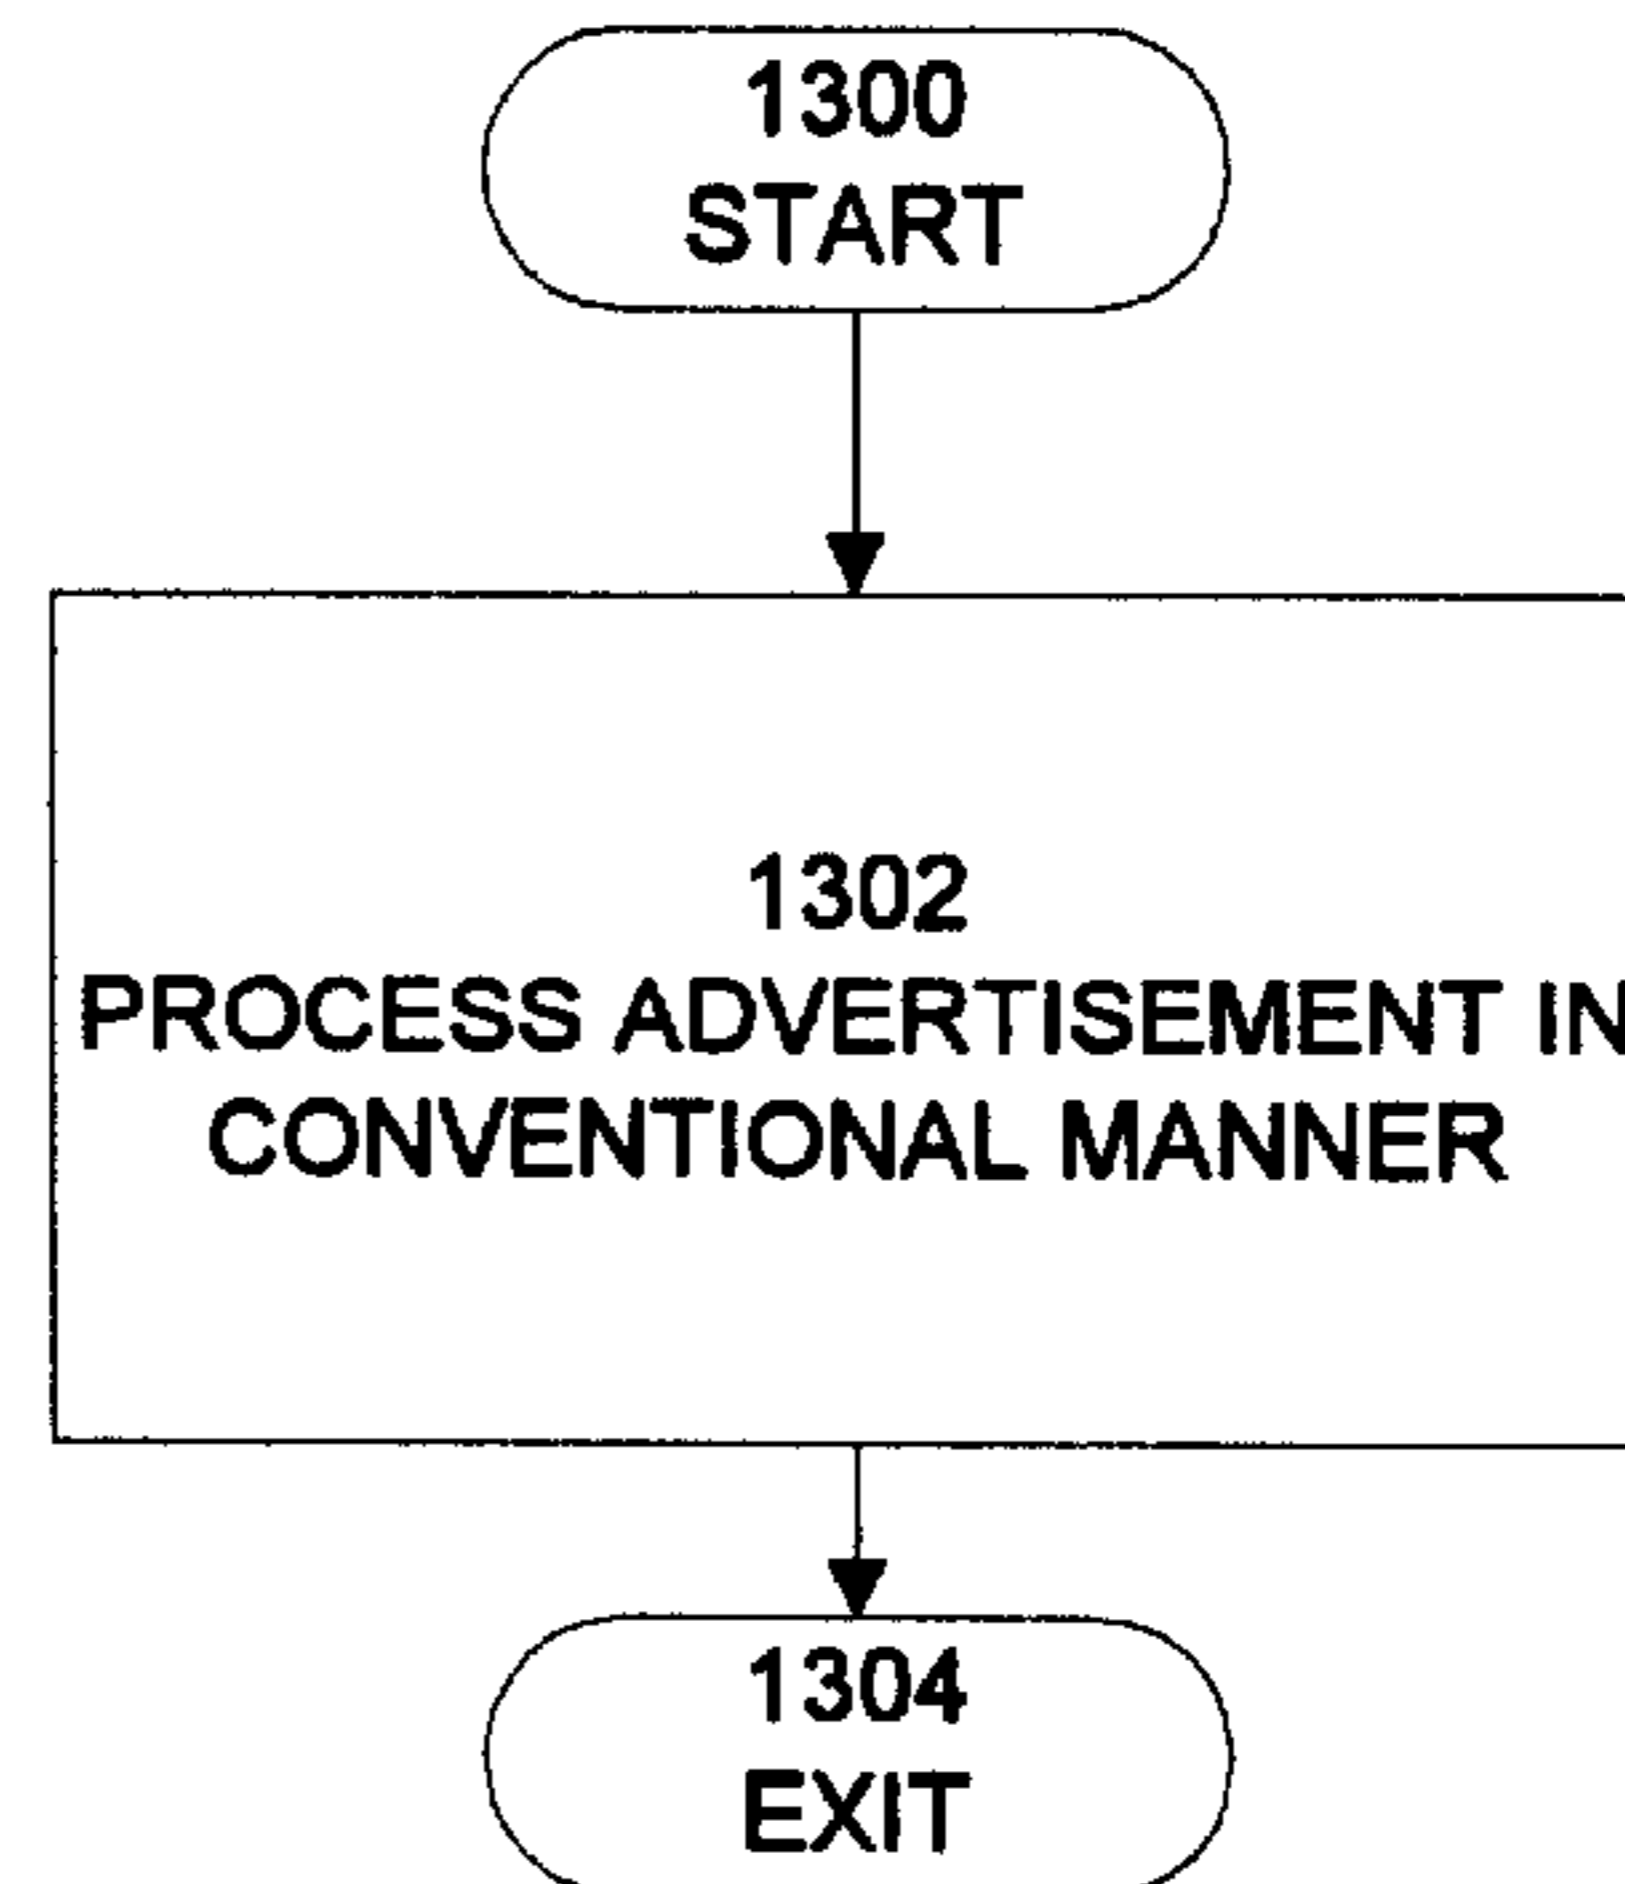 1300
START
1302
PROCESS ADVERTISEMENT IN
CONVENTIONAL MANNER
1304
EXIT